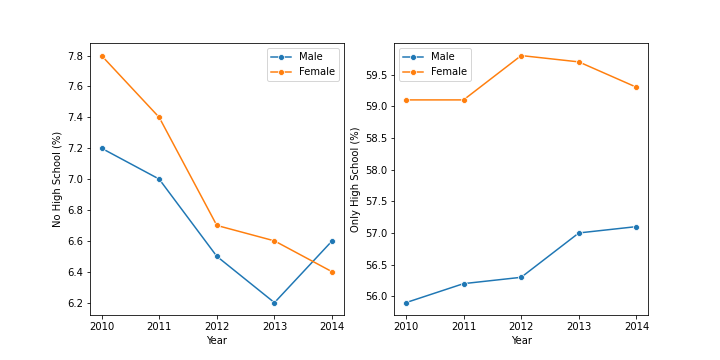 No High School (%)
7.8
7.6
7.4
7.2
7.0
6.8
6.6
6.4
6.2
Male
Female
2010 2011 2012 2013 2014
Year
Only High School (%)
59.5
59.0
58.5
58.0
57.5
57.0
56.5
56.0
Male
Female
2010 2011 2012 2013 2014
Year